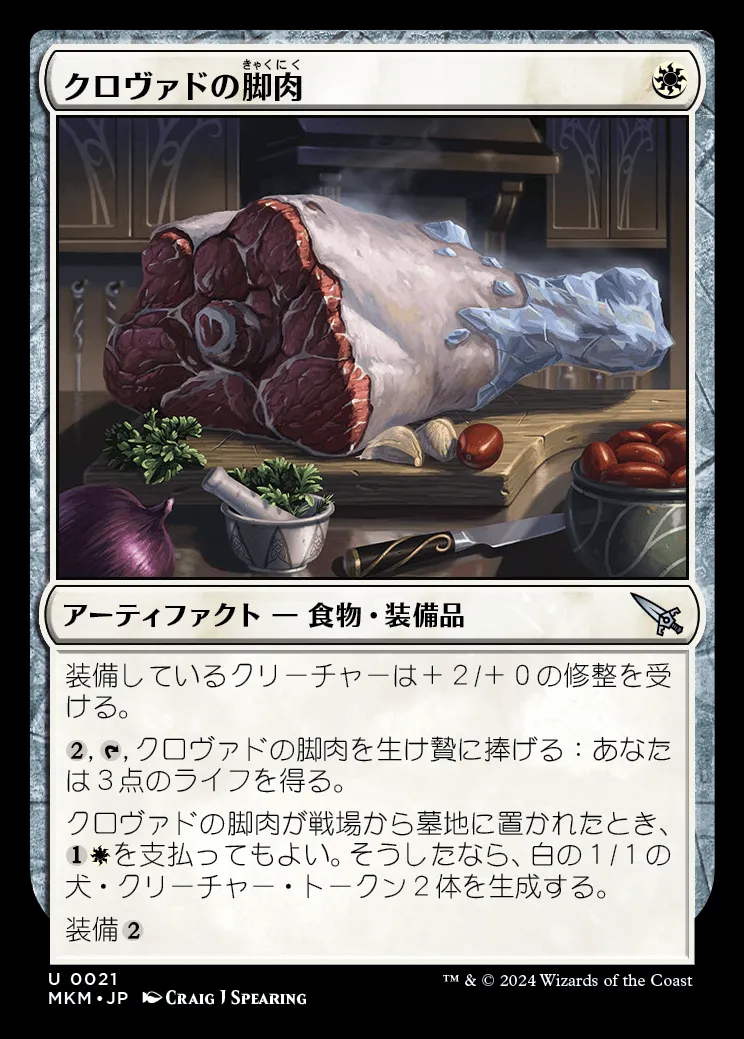 きゃくにく
クロヴァドの脚肉
アーティファクト — 食物・装備品
装備しているクリーチャーは＋２/＋０の修整を受
ける。
2, , クロヴァドの脚肉を生け贄に捧げる：あなた
は３点のライフを得る。
クロヴァドの脚肉が戦場から墓地に置かれたとき、
1 を支払ってもよい。そうしたなら、白の１/１の
犬・クリーチャー・トークン２体を生成する。
装備 2
U 0021
MKM・JP CRAIG J SPEARING
™ & © 2024 Wizards of the Coast